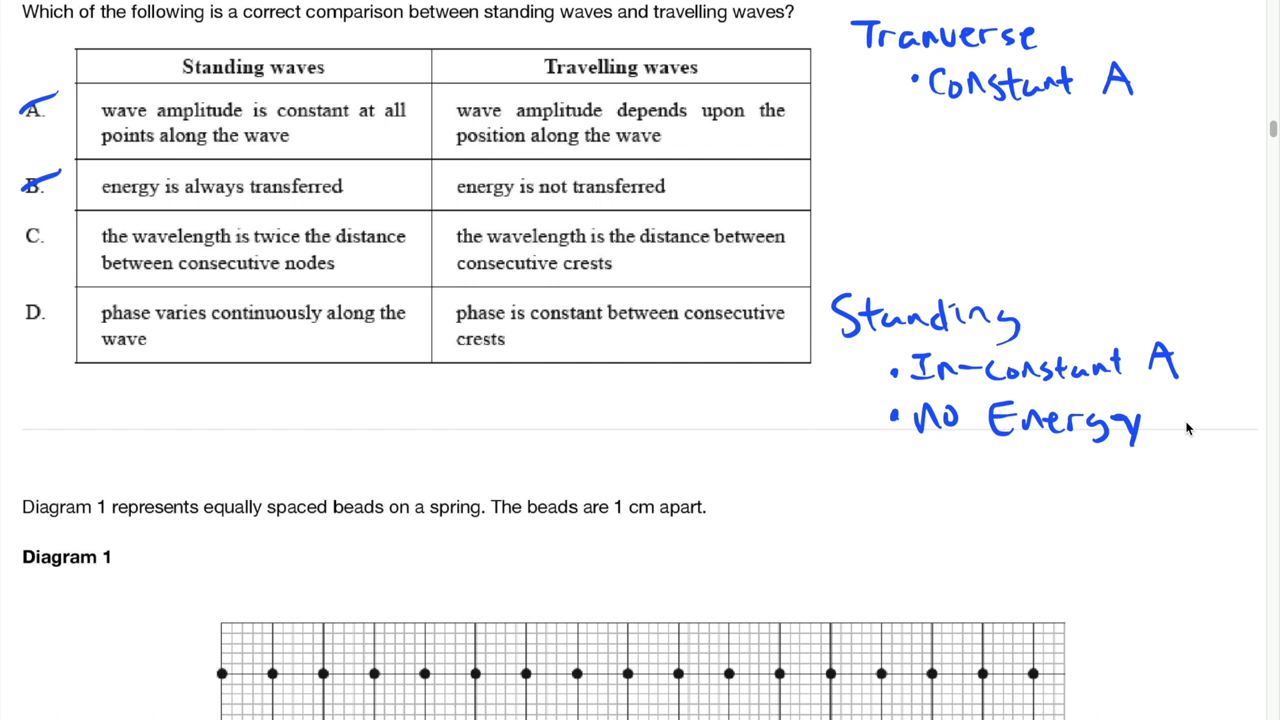 Which of the following is a correct comparison between standing waves and travelling waves?
Tranverse
• Constant A
Standing waves
Travelling waves
A.
wave amplitude is constant at all
points along the wave
wave amplitude depends upon the
position along the wave
B.
energy is always transferred
energy is not transferred
C.
the wavelength is twice the distance
between consecutive nodes
the wavelength is the distance between
consecutive crests
D.
phase varies continuously along the
wave
phase is constant between consecutive
crests
Standing
• In-constant A
• no Energy
Diagram 1 represents equally spaced beads on a spring. The beads are 1 cm apart.
Diagram 1